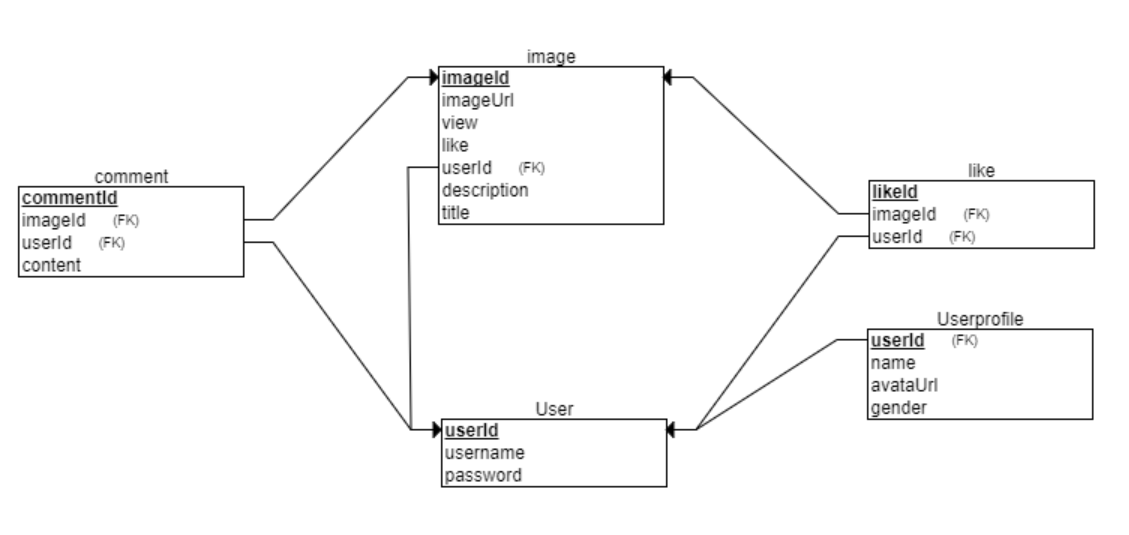 image
imageId
imageUrl
view
like
userId (FK)
description
title
comment
commentId
imageId (FK)
userId (FK)
content
like
likeId
imageId (FK)
userId (FK)
Userprofile
userId (FK)
name
avataUrl
gender
User
userId
username
password